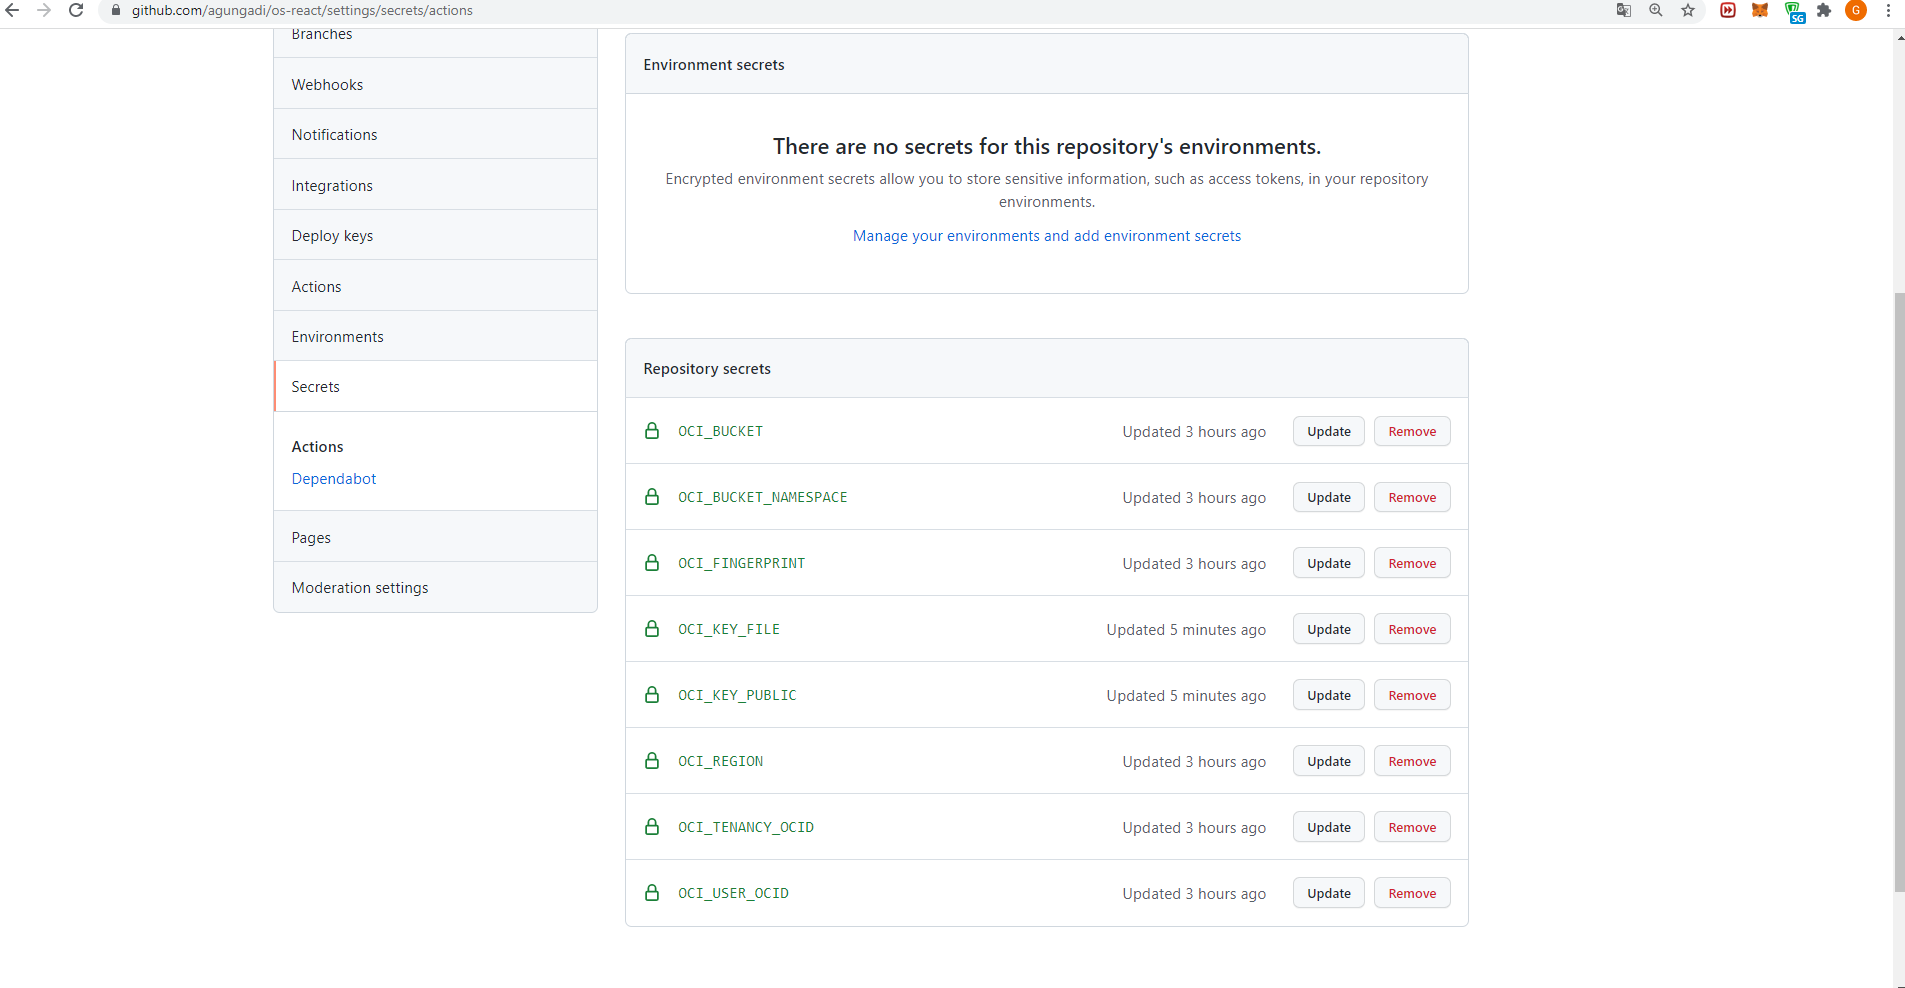 github.com/agungadi/os-react/settings/secrets/actions
SG
G
Branches
Webhooks
Notifications
Integrations
Deploy keys
Actions
Environments
Secrets
Actions
Dependabot
Pages
Moderation settings
Environment secrets
There are no secrets for this repository's environments.
Encrypted environment secrets allow you to store sensitive information, such as access tokens, in your repository
environments.
Manage your environments and add environment secrets
Repository secrets
OCI_BUCKET Updated 3 hours ago Update Remove
OCI_BUCKET_NAMESPACE Updated 3 hours ago Update Remove
OCI_FINGERPRINT Updated 3 hours ago Update Remove
OCI_KEY_FILE Updated 5 minutes ago Update Remove
OCI_KEY_PUBLIC Updated 5 minutes ago Update Remove
OCI_REGION Updated 3 hours ago Update Remove
OCI_TENANCY_OCID Updated 3 hours ago Update Remove
OCI_USER_OCID Updated 3 hours ago Update Remove